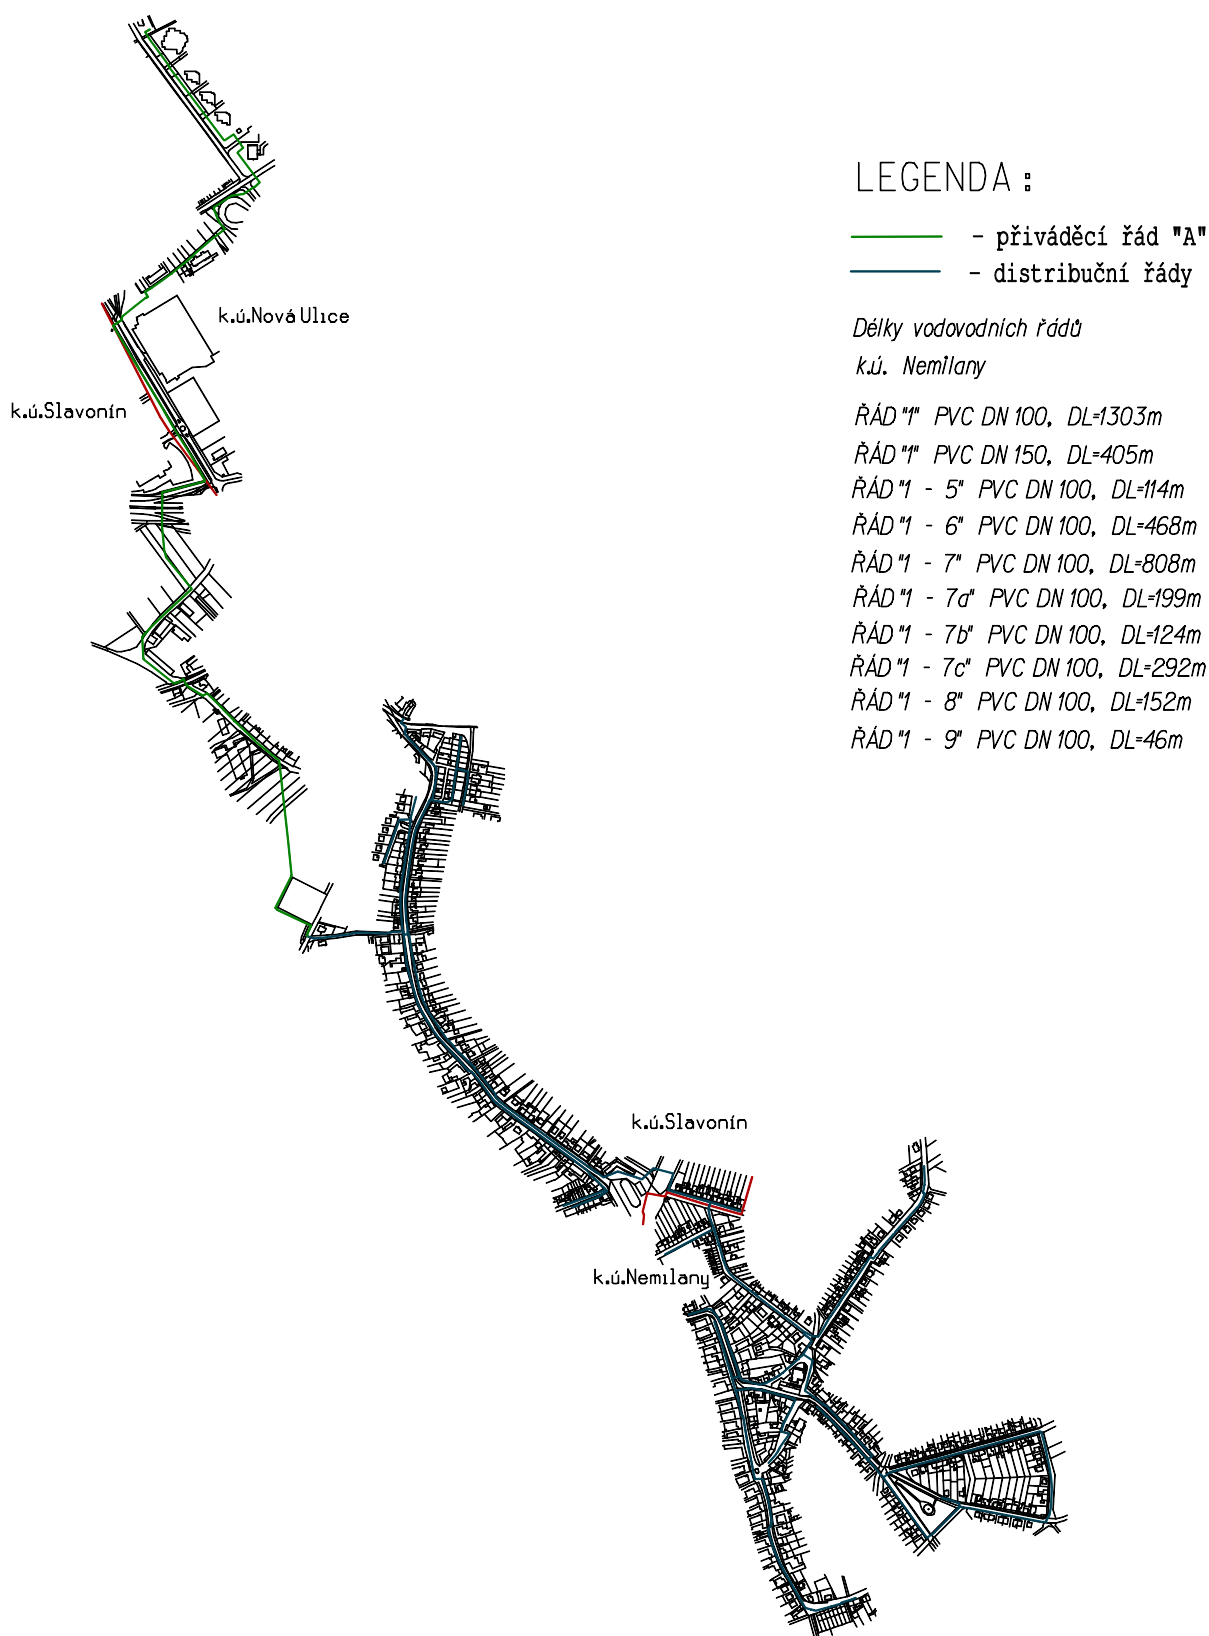 LEGENDA :
- přiváděcí řád "A"
- distribuční řády
k.ú.Nová Ulice
Délky vodovodních řádů
k.ú. Nemilany
k.ú.Slavonín
ŘÁD "1" PVC DN 100, DL=1303m
ŘÁD "1" PVC DN 150, DL=405m
ŘÁD "1 - 5" PVC DN 100, DL=114m
ŘÁD "1 - 6" PVC DN 100, DL=468m
ŘÁD "1 - 7" PVC DN 100, DL=808m
ŘÁD "1 - 7a" PVC DN 100, DL=199m
ŘÁD "1 - 7b" PVC DN 100, DL=124m
ŘÁD "1 - 7c" PVC DN 100, DL=292m
ŘÁD "1 - 8" PVC DN 100, DL=152m
ŘÁD "1 - 9" PVC DN 100, DL=46m
k.ú.Slavonín
k.ú.Nemilany